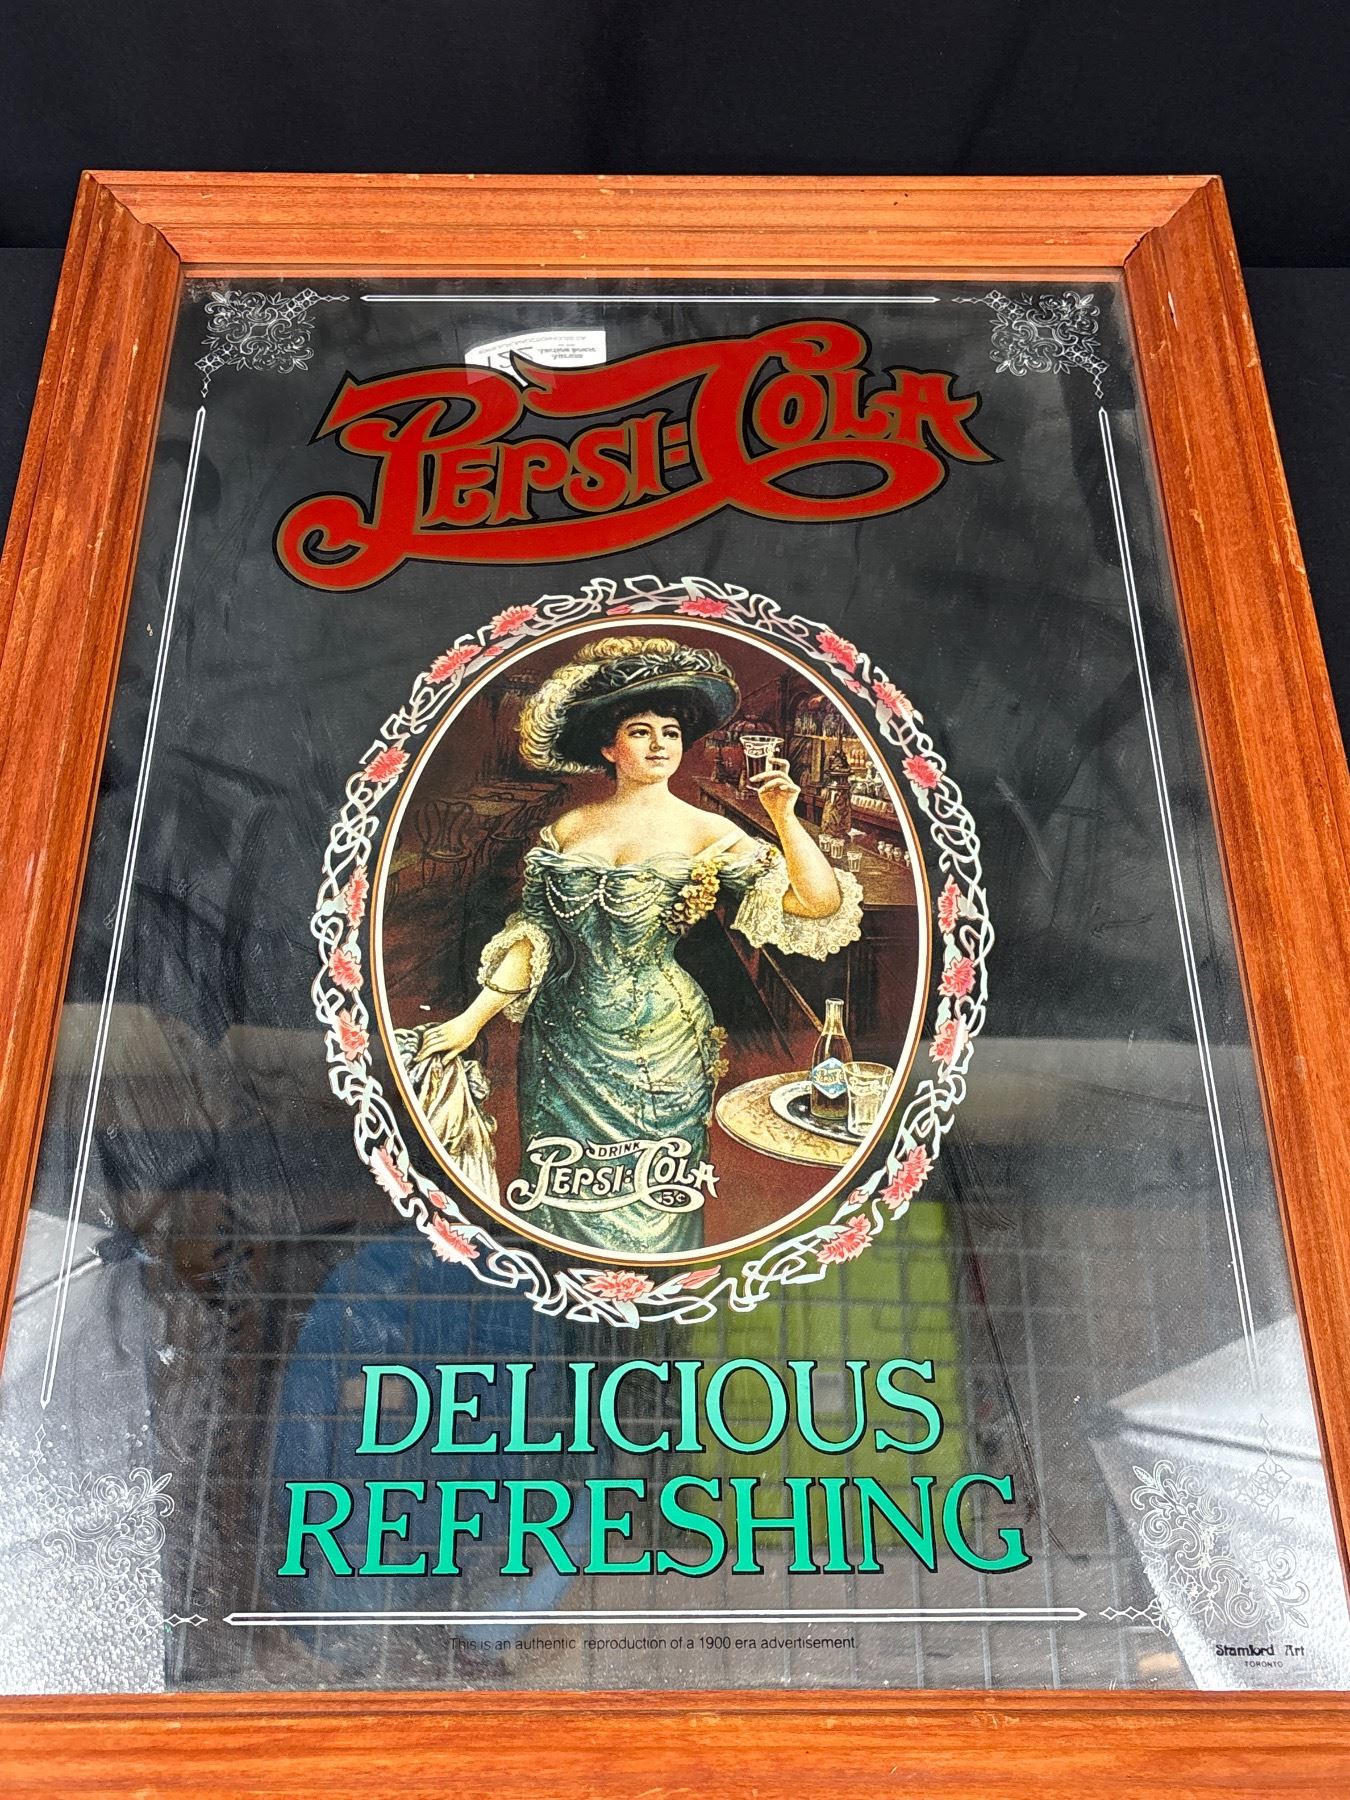 PEPSI:COLA
DRINK
PEPSI:COLA
5¢
DELICIOUS
REFRESHING
This is an authentic reproduction of a 1900 era advertisement.
Stamford Art
TORONTO